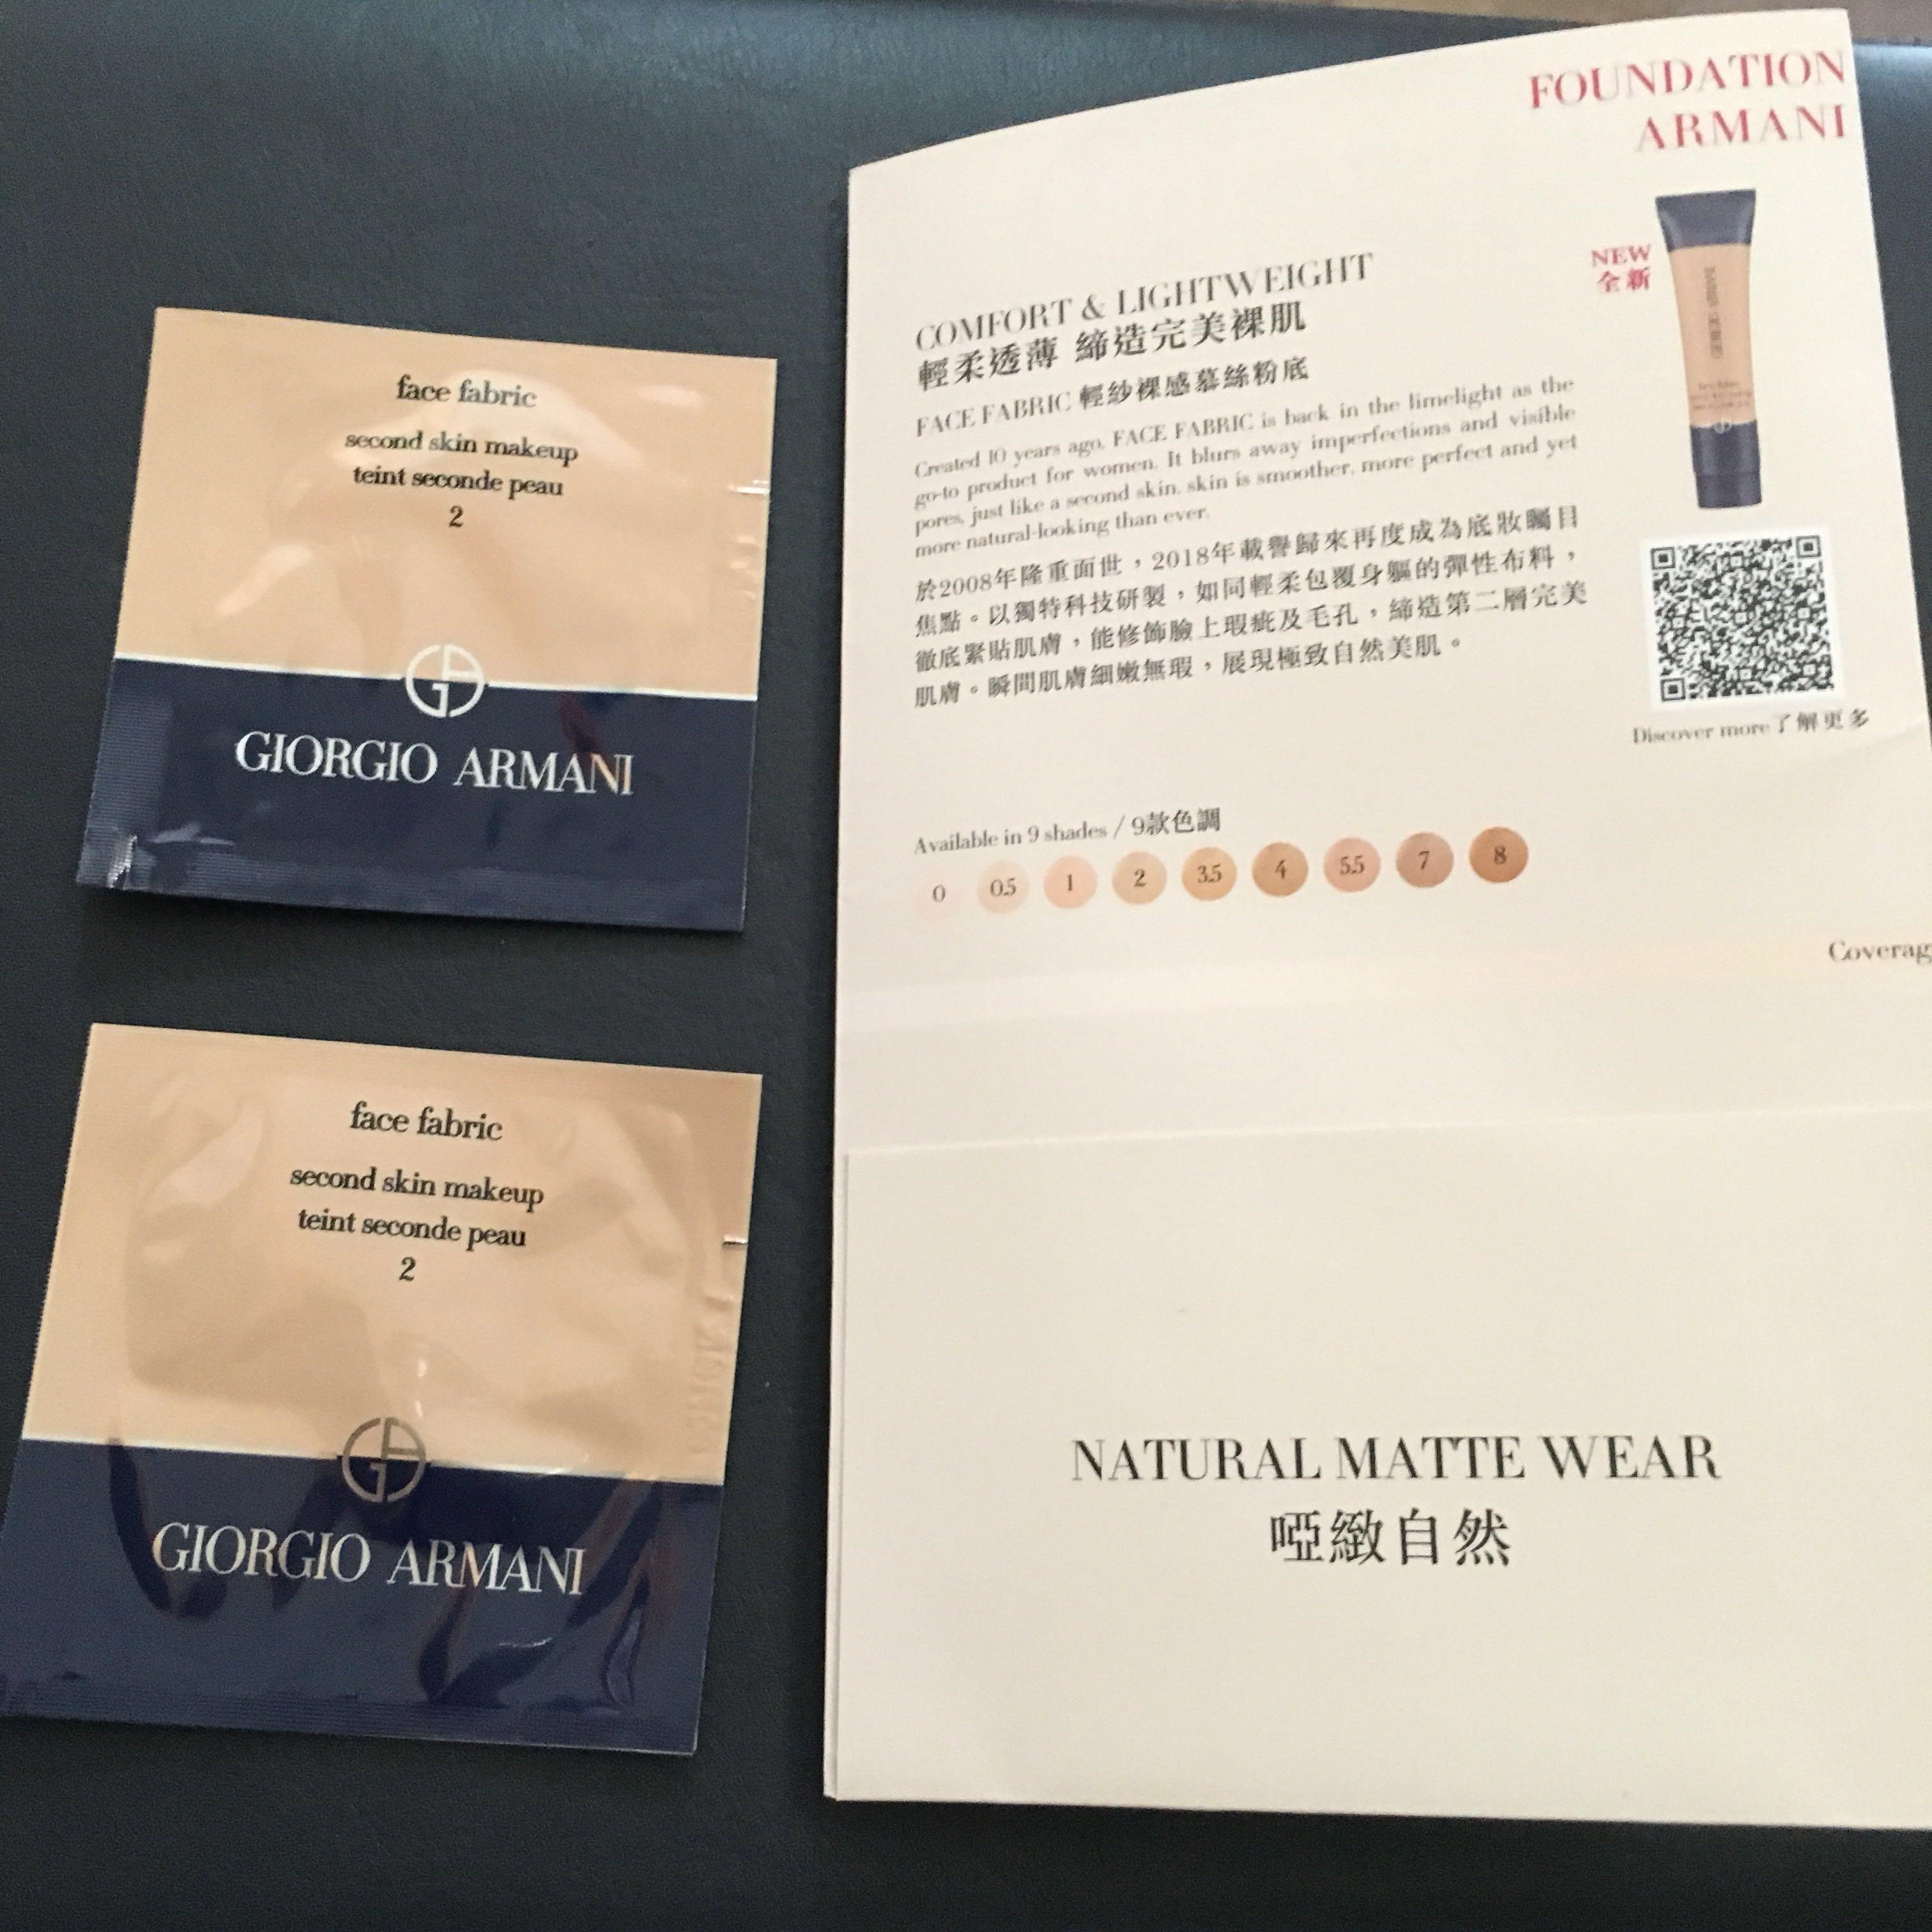 face fabric
second skin makeup
teint seconde peau
2
GIORGIO ARMANI
face fabric
second skin makeup
teint seconde peau
2
GIORGIO ARMANI
FOUNDATION
ARMANI
NEW
全新
COMFORT & LIGHTWEIGHT
輕柔透薄 締造完美裸肌
FACE FABRIC 輕紗裸感慕絲粉底
Created 10 years ago, FACE FABRIC is back in the limelight as the
go-to product for women. It blurs away imperfections and visible
pores, just like a second skin. skin is smoother, more perfect and yet
more natural-looking than ever.
於2008年隆重面世，2018年載譽歸來再度成為底妝矚目
焦點。以獨特科技研製，如同輕柔包覆身軀的彈性布料，
徹底緊貼肌膚，能修飾臉上瑕疵及毛孔，締造第二層完美
肌膚。瞬間肌膚細嫩無瑕，展現極致自然美肌。
Discover more了解更多
Available in 9 shades / 9款色調
0 0.5 1 2 3.5 4 5.5 7 8
Coverag
NATURAL MATTE WEAR
啞緻自然